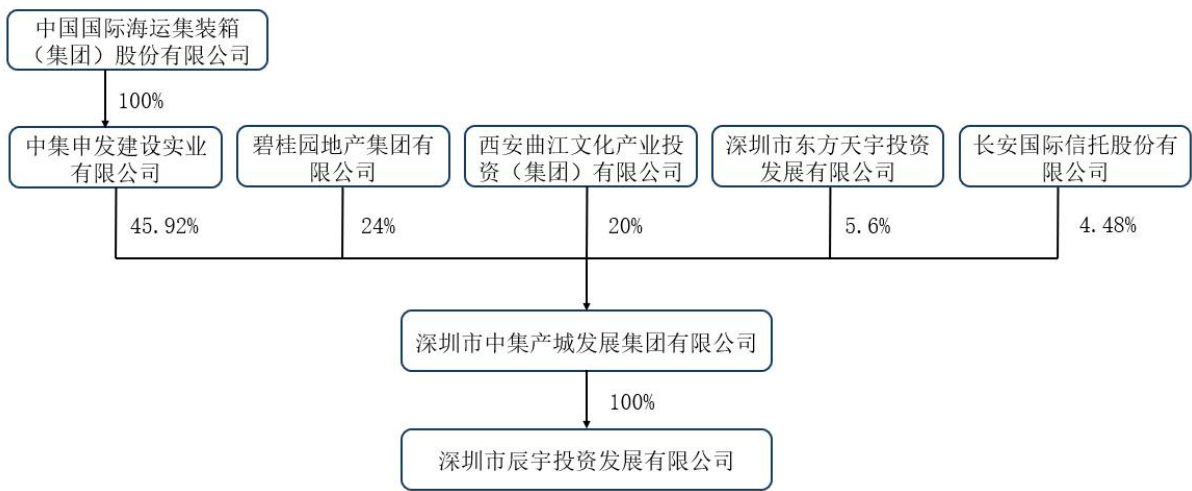 中国国际海运集装箱
（集团）股份有限公司
100%
中集申发建设实业
有限公司
碧桂园地产集团有
限公司
西安曲江文化产业投
资（集团）有限公司
深圳市东方天宇投资
发展有限公司
长安国际信托股份有
限公司
45.92%
24%
20%
5.6%
4.48%
深圳市中集产城发展集团有限公司
100%
深圳市辰宇投资发展有限公司